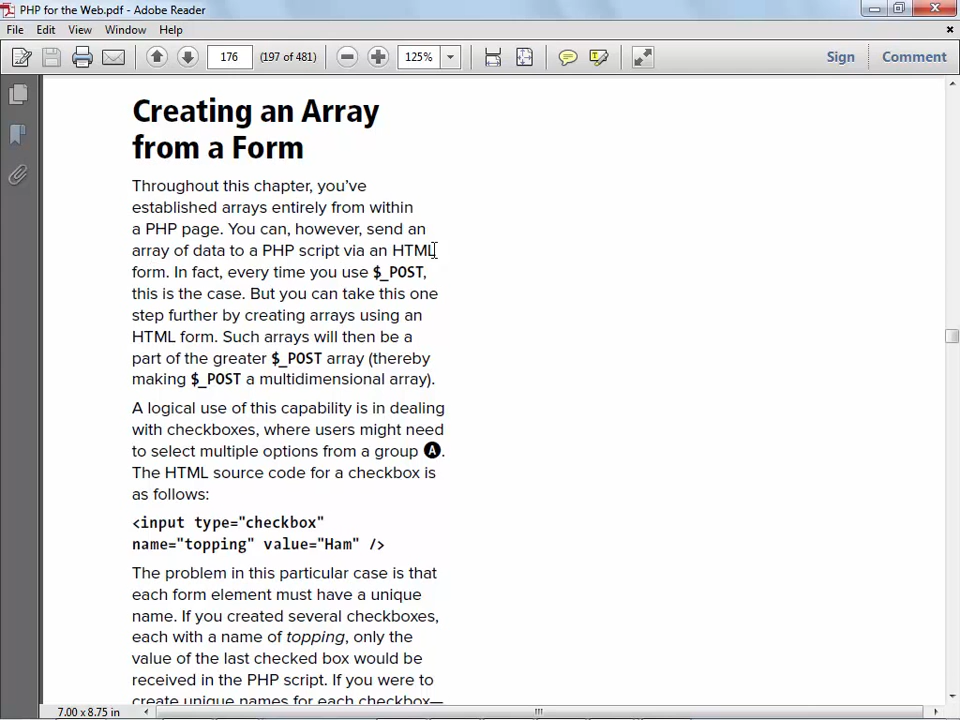 PHP for the Web.pdf - Adobe Reader
File Edit View Window Help
176 (197 of 481) 125% Sign Comment
Creating an Array
from a Form
Throughout this chapter, you’ve
established arrays entirely from within
a PHP page. You can, however, send an
array of data to a PHP script via an HTML
form. In fact, every time you use $_POST,
this is the case. But you can take this one
step further by creating arrays using an
HTML form. Such arrays will then be a
part of the greater $_POST array (thereby
making $_POST a multidimensional array).
A logical use of this capability is in dealing
with checkboxes, where users might need
to select multiple options from a group A.
The HTML source code for a checkbox is
as follows:
<input type="checkbox"
name="topping" value="Ham" />
The problem in this particular case is that
each form element must have a unique
name. If you created several checkboxes,
each with a name of topping, only the
value of the last checked box would be
received in the PHP script. If you were to
create unique names for each checkbox—
7.00 x 8.75 in